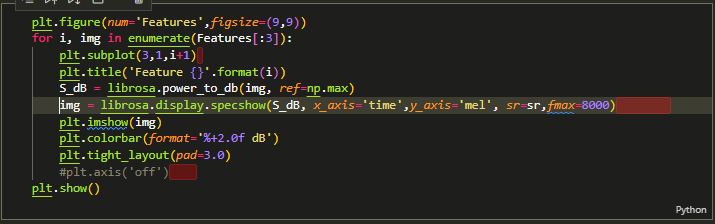 plt.figure(num='Features',figsize=(9,9))
for i, img in enumerate(Features[:3]):
    plt.subplot(3,1,i+1)
    plt.title('Feature {}'.format(i))
    S_dB = librosa.power_to_db(img, ref=np.max)
    img = librosa.display.specshow(S_dB, x_axis='time',y_axis='mel', sr=sr,fmax=8000)
    plt.imshow(img)
    plt.colorbar(format='%+2.0f dB')
    plt.tight_layout(pad=3.0)
    #plt.axis('off')
plt.show()
Python